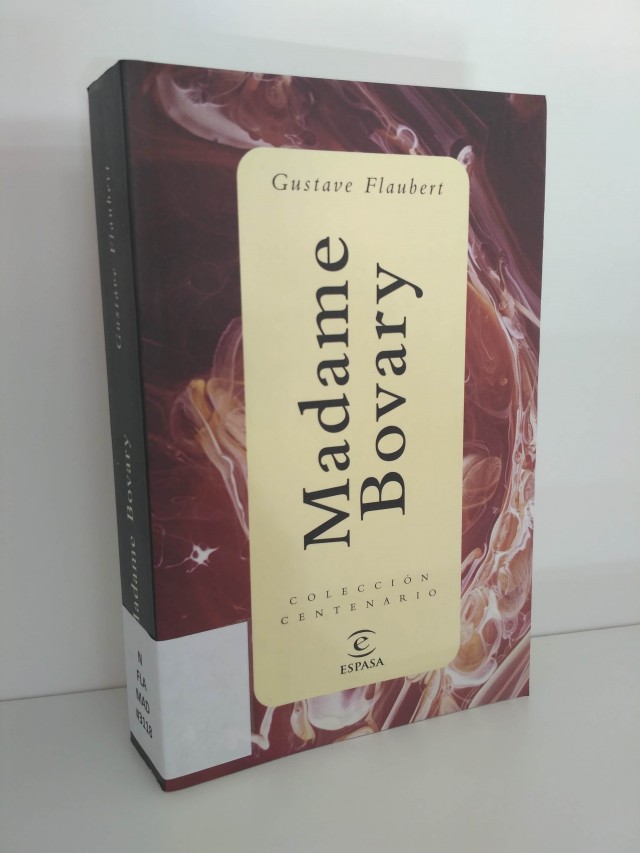 Gustave Flaubert
Madame
Bovary
COLECCIÓN
CENTENARIO
e
ESPASA
Gustave Flaubert
Madame Bovary
N
FLA
MAD